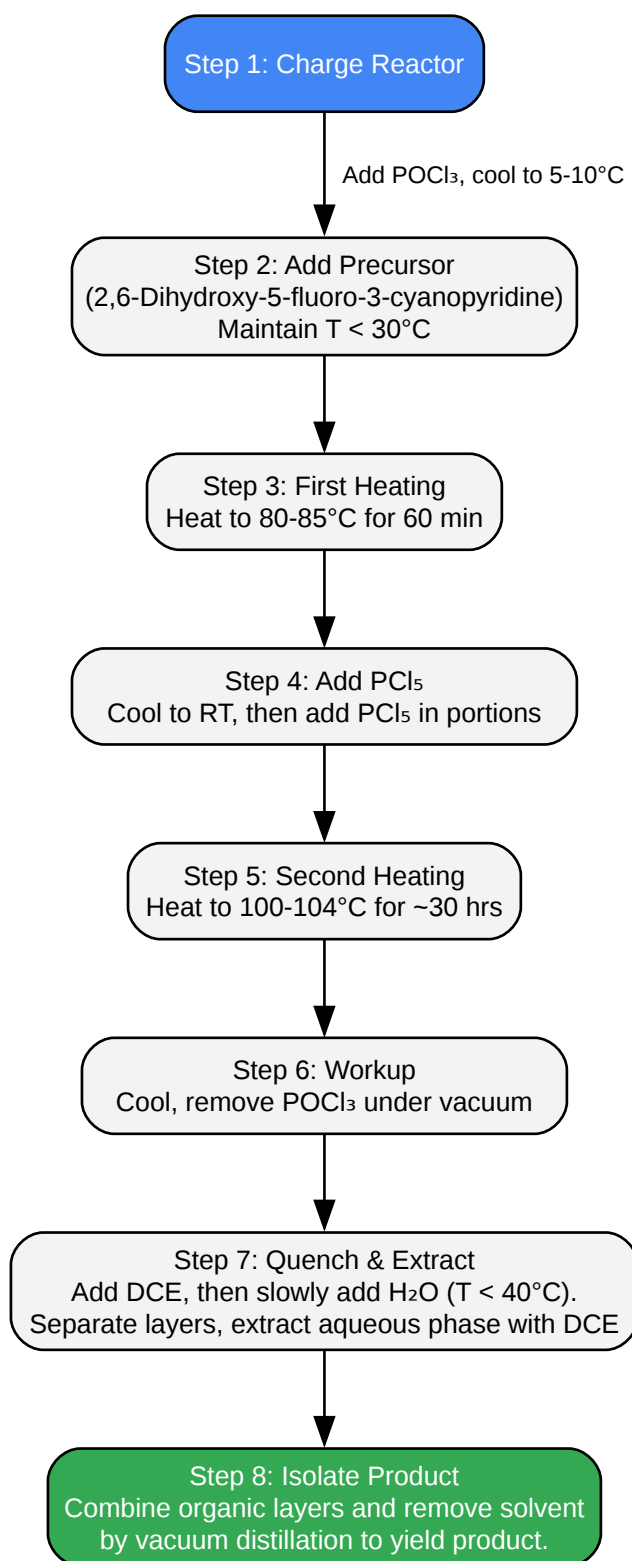 Step 1: Charge Reactor
Add POCl₃, cool to 5-10°C
Step 2: Add Precursor
(2,6-Dihydroxy-5-fluoro-3-cyanopyridine)
Maintain T < 30°C
Step 3: First Heating
Heat to 80-85°C for 60 min
Step 4: Add PCl₅
Cool to RT, then add PCl₅ in portions
Step 5: Second Heating
Heat to 100-104°C for ~30 hrs
Step 6: Workup
Cool, remove POCl₃ under vacuum
Step 7: Quench & Extract
Add DCE, then slowly add H₂O (T < 40°C).
Separate layers, extract aqueous phase with DCE
Step 8: Isolate Product
Combine organic layers and remove solvent
by vacuum distillation to yield product.